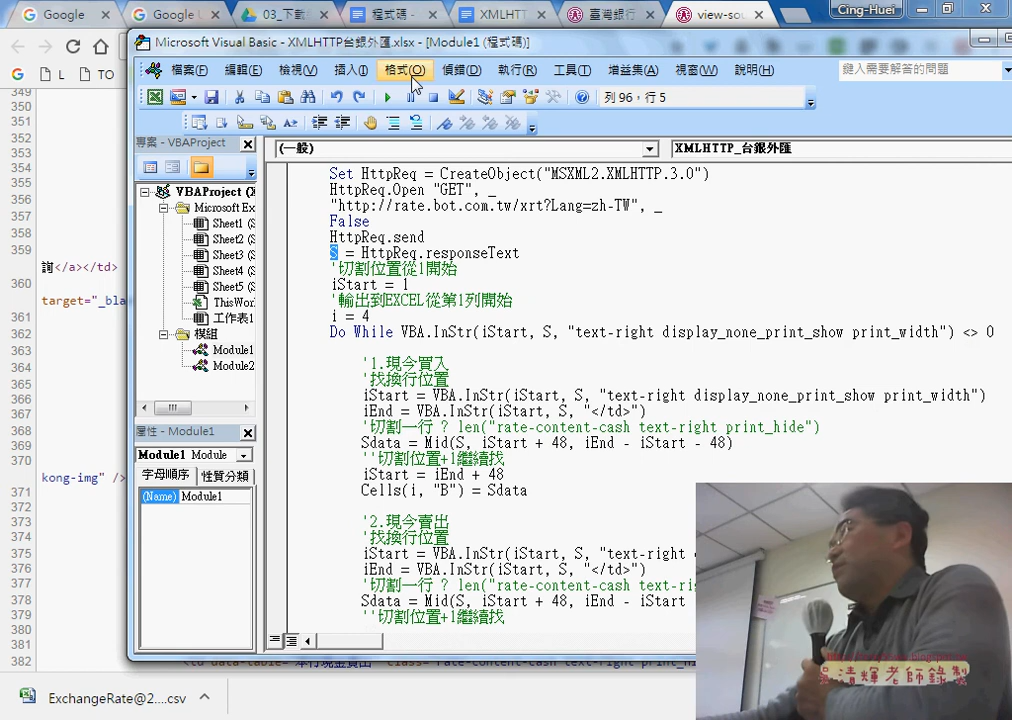 Google
Google
03_下載
程式碼 -
XMLHTT
臺灣銀行
view-sou
Cing-Huei
Microsoft Visual Basic - XMLHTTP台銀外匯.xlsx - [Module1 (程式碼)]
檔案(F) 編輯(E) 檢視(V) 插入(I) 格式(O) 偵錯(D) 執行(R) 工具(T) 增益集(A) 視窗(W) 說明(H)
鍵入需要解答的問題
L TO
列 96，行 5
專案 - VBAProject
(一般)
XMLHTTP_台銀外匯
VBAProject (X
Microsoft Ex
Sheet1 (S
Sheet2 (S
Sheet3 (S
Sheet4 (S
Sheet5 (S
ThisWor
工作表1
模組
Module1
Module2
屬性 - Module1
Module1 Module
字母順序 性質分類
(Name) Module1
Set HttpReq = CreateObject("MSXML2.XMLHTTP.3.0")
HttpReq.Open "GET", _
"http://rate.bot.com.tw/xrt?Lang=zh-TW", _
False
HttpReq.send
S = HttpReq.responseText
'切割位置從1開始
iStart = 1
'輸出到EXCEL從第1列開始
i = 4
Do While VBA.InStr(iStart, S, "text-right display_none_print_show print_width") <> 0
'1.現今買入
'找換行位置
iStart = VBA.InStr(iStart, S, "text-right display_none_print_show print_width")
iEnd = VBA.InStr(iStart, S, "</td>")
'切割一行 ? len("rate-content-cash text-right print_hide")
Sdata = Mid(S, iStart + 48, iEnd - iStart - 48)
''切割位置+1繼續找
iStart = iEnd + 48
Cells(i, "B") = Sdata
'2.現今賣出
'找換行位置
iStart = VBA.InStr(iStart, S, "text-right
iEnd = VBA.InStr(iStart, S, "</td>")
'切割一行 ? len("rate-content-cash text-ri
Sdata = Mid(S, iStart + 48, iEnd - iStart
''切割位置+1繼續找
349
350
351
352
353
354
355
356
357
358
359
詢</a></td>
360
target="_bla
361
362
363
364
365
366
367
368
369
370
kong-img" />
371
372
373
374
375
376
377
378
379
380
381
382
ExchangeRate@2....csv
吳清輝老師錄製